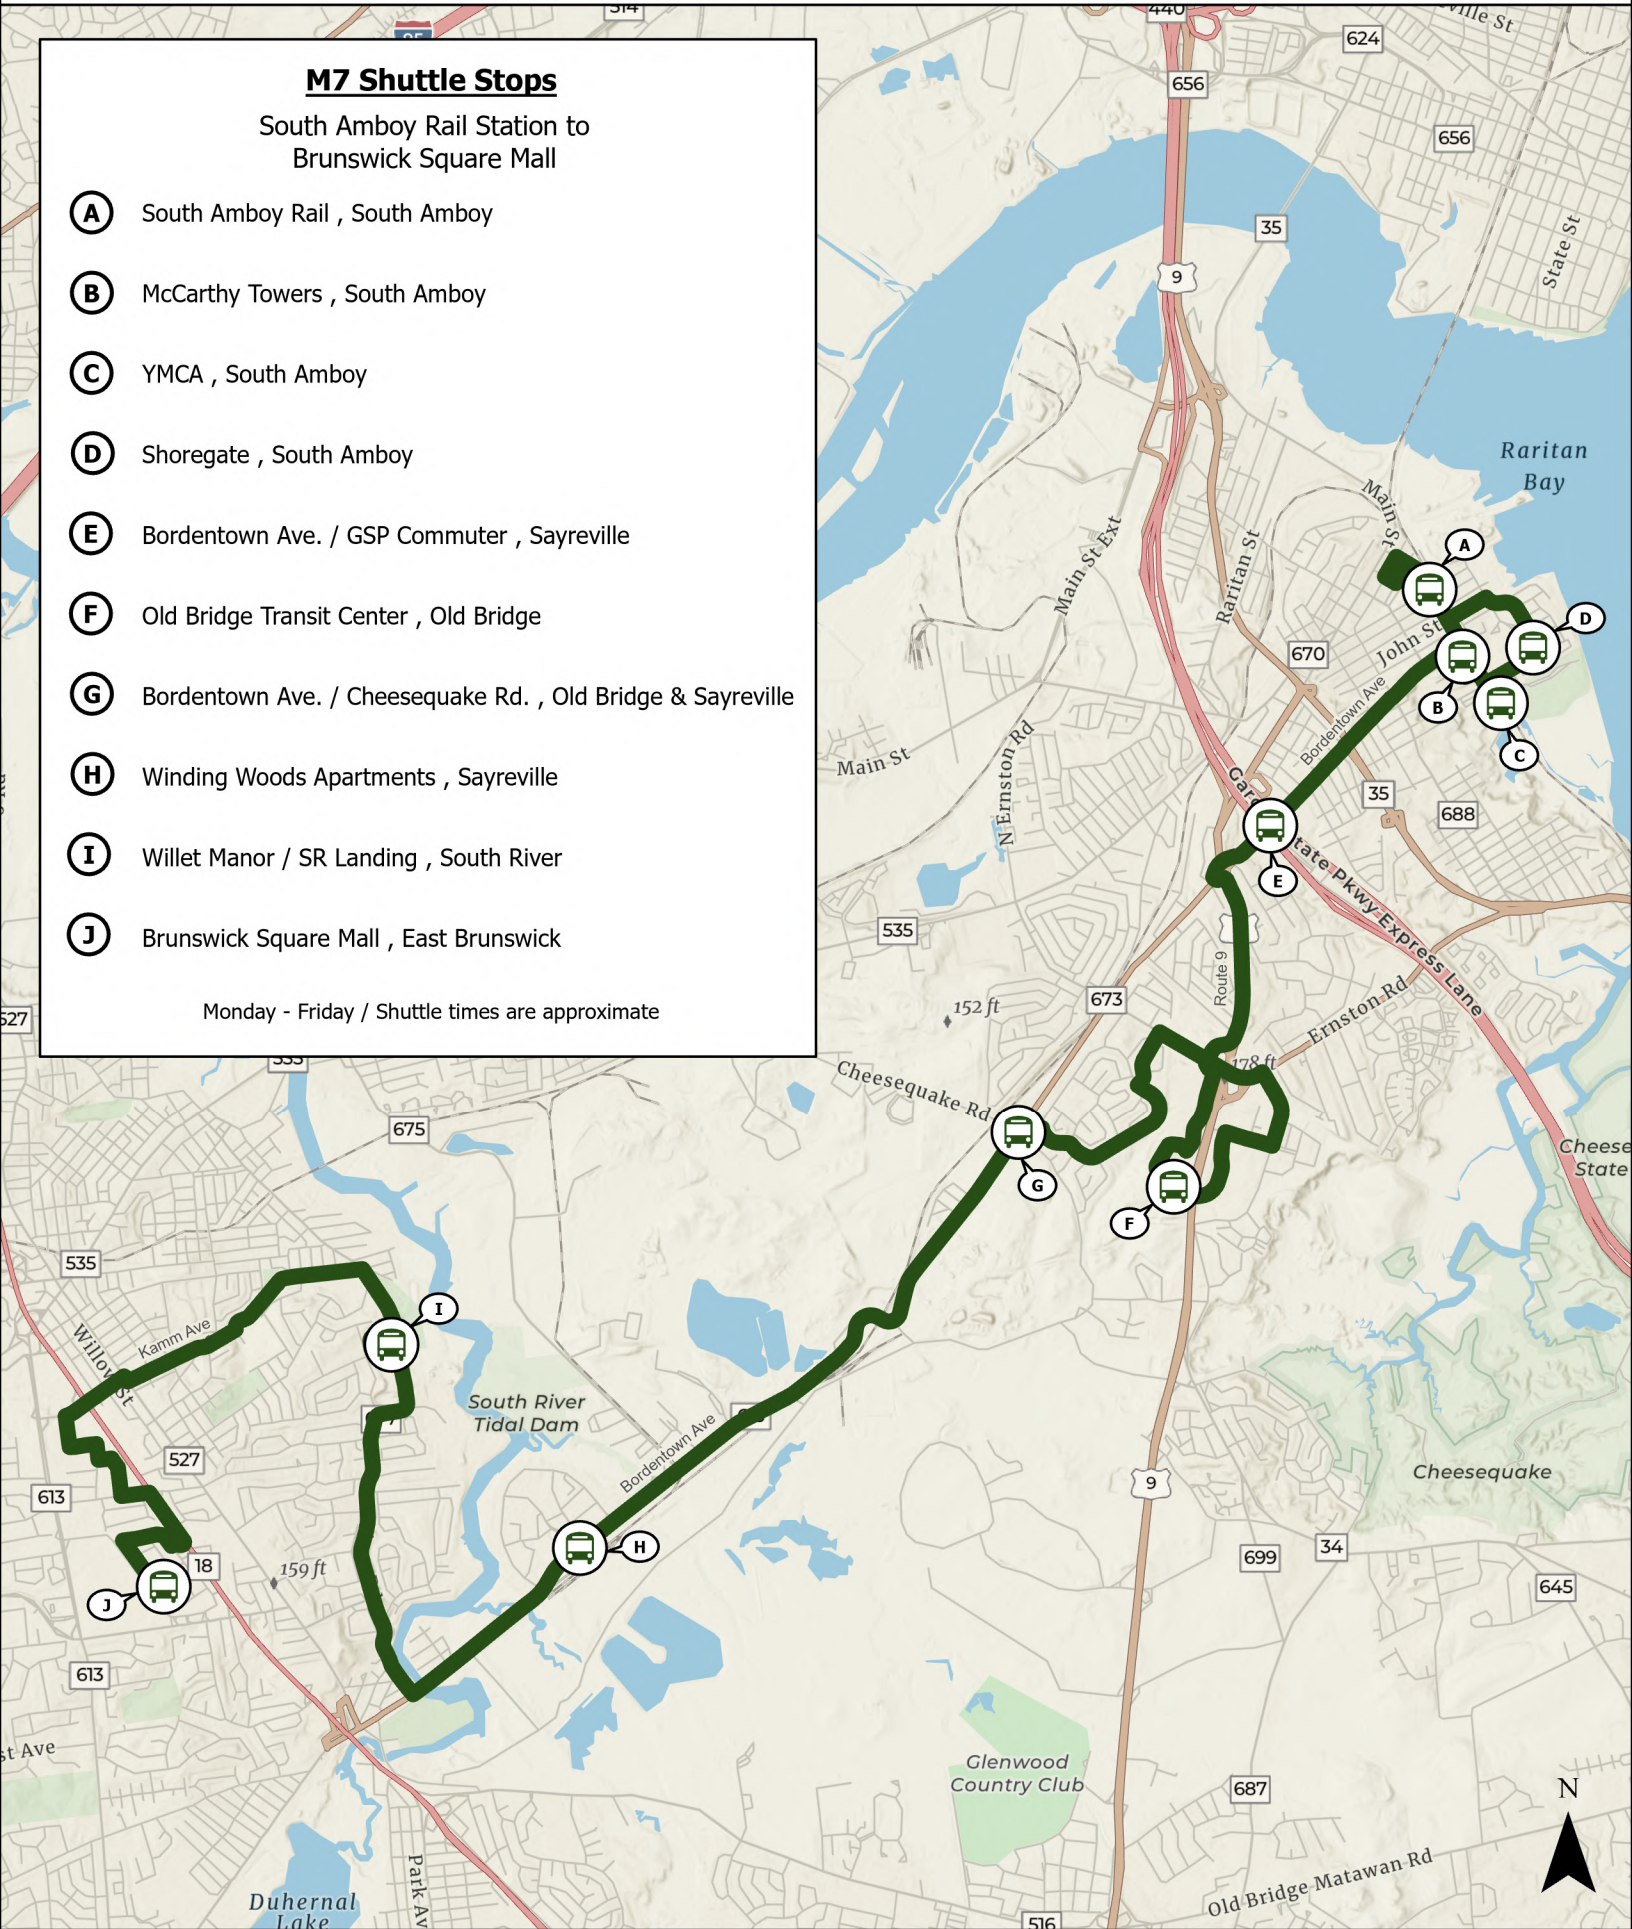 M7 Shuttle Stops
South Amboy Rail Station to
Brunswick Square Mall
A South Amboy Rail , South Amboy
B McCarthy Towers , South Amboy
C YMCA , South Amboy
D Shoregate , South Amboy
E Bordentown Ave. / GSP Commuter , Sayreville
F Old Bridge Transit Center , Old Bridge
G Bordentown Ave. / Cheesequake Rd. , Old Bridge & Sayreville
H Winding Woods Apartments , Sayreville
I Willet Manor / SR Landing , South River
J Brunswick Square Mall , East Brunswick
Monday - Friday / Shuttle times are approximate
440
624
656
656
35
State St
9
Raritan
Bay
Main St
Main St Ext
Raritan St
A
D
John St
670
B
Bordentown Ave
C
N Ernston Rd
Main St
35
688
E
tate Pkwy Express Lane
535
Route 9
673
152 ft
Ernston Rd
178 ft
Cheesequake Rd
675
G
F
Cheese
State
535
I
Kamm Ave
Willow St
South River
Tidal Dam
Bordentown Ave
527
613
9
Cheesequake
H
18
159 ft
J
699
34
645
613
st Ave
Glenwood
Country Club
687
N
Park Av
Old Bridge Matawan Rd
Duhernal
Lake
516